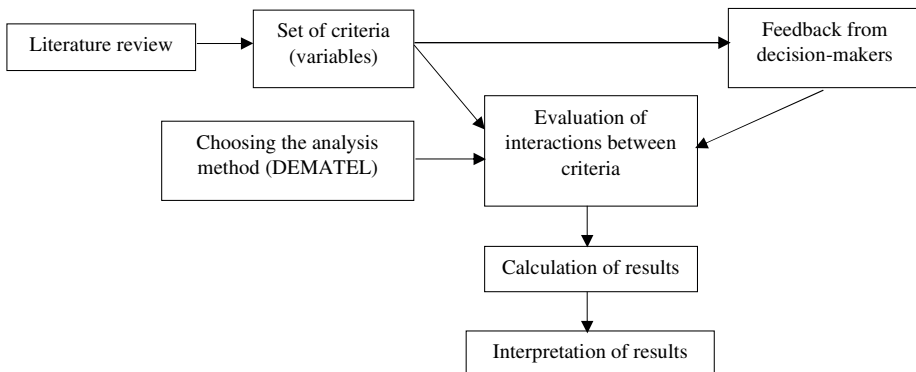 Literature review
Set of criteria
(variables)
Feedback from
decision-makers
Choosing the analysis
method (DEMATEL)
Evaluation of
interactions between
criteria
Calculation of results
Interpretation of results